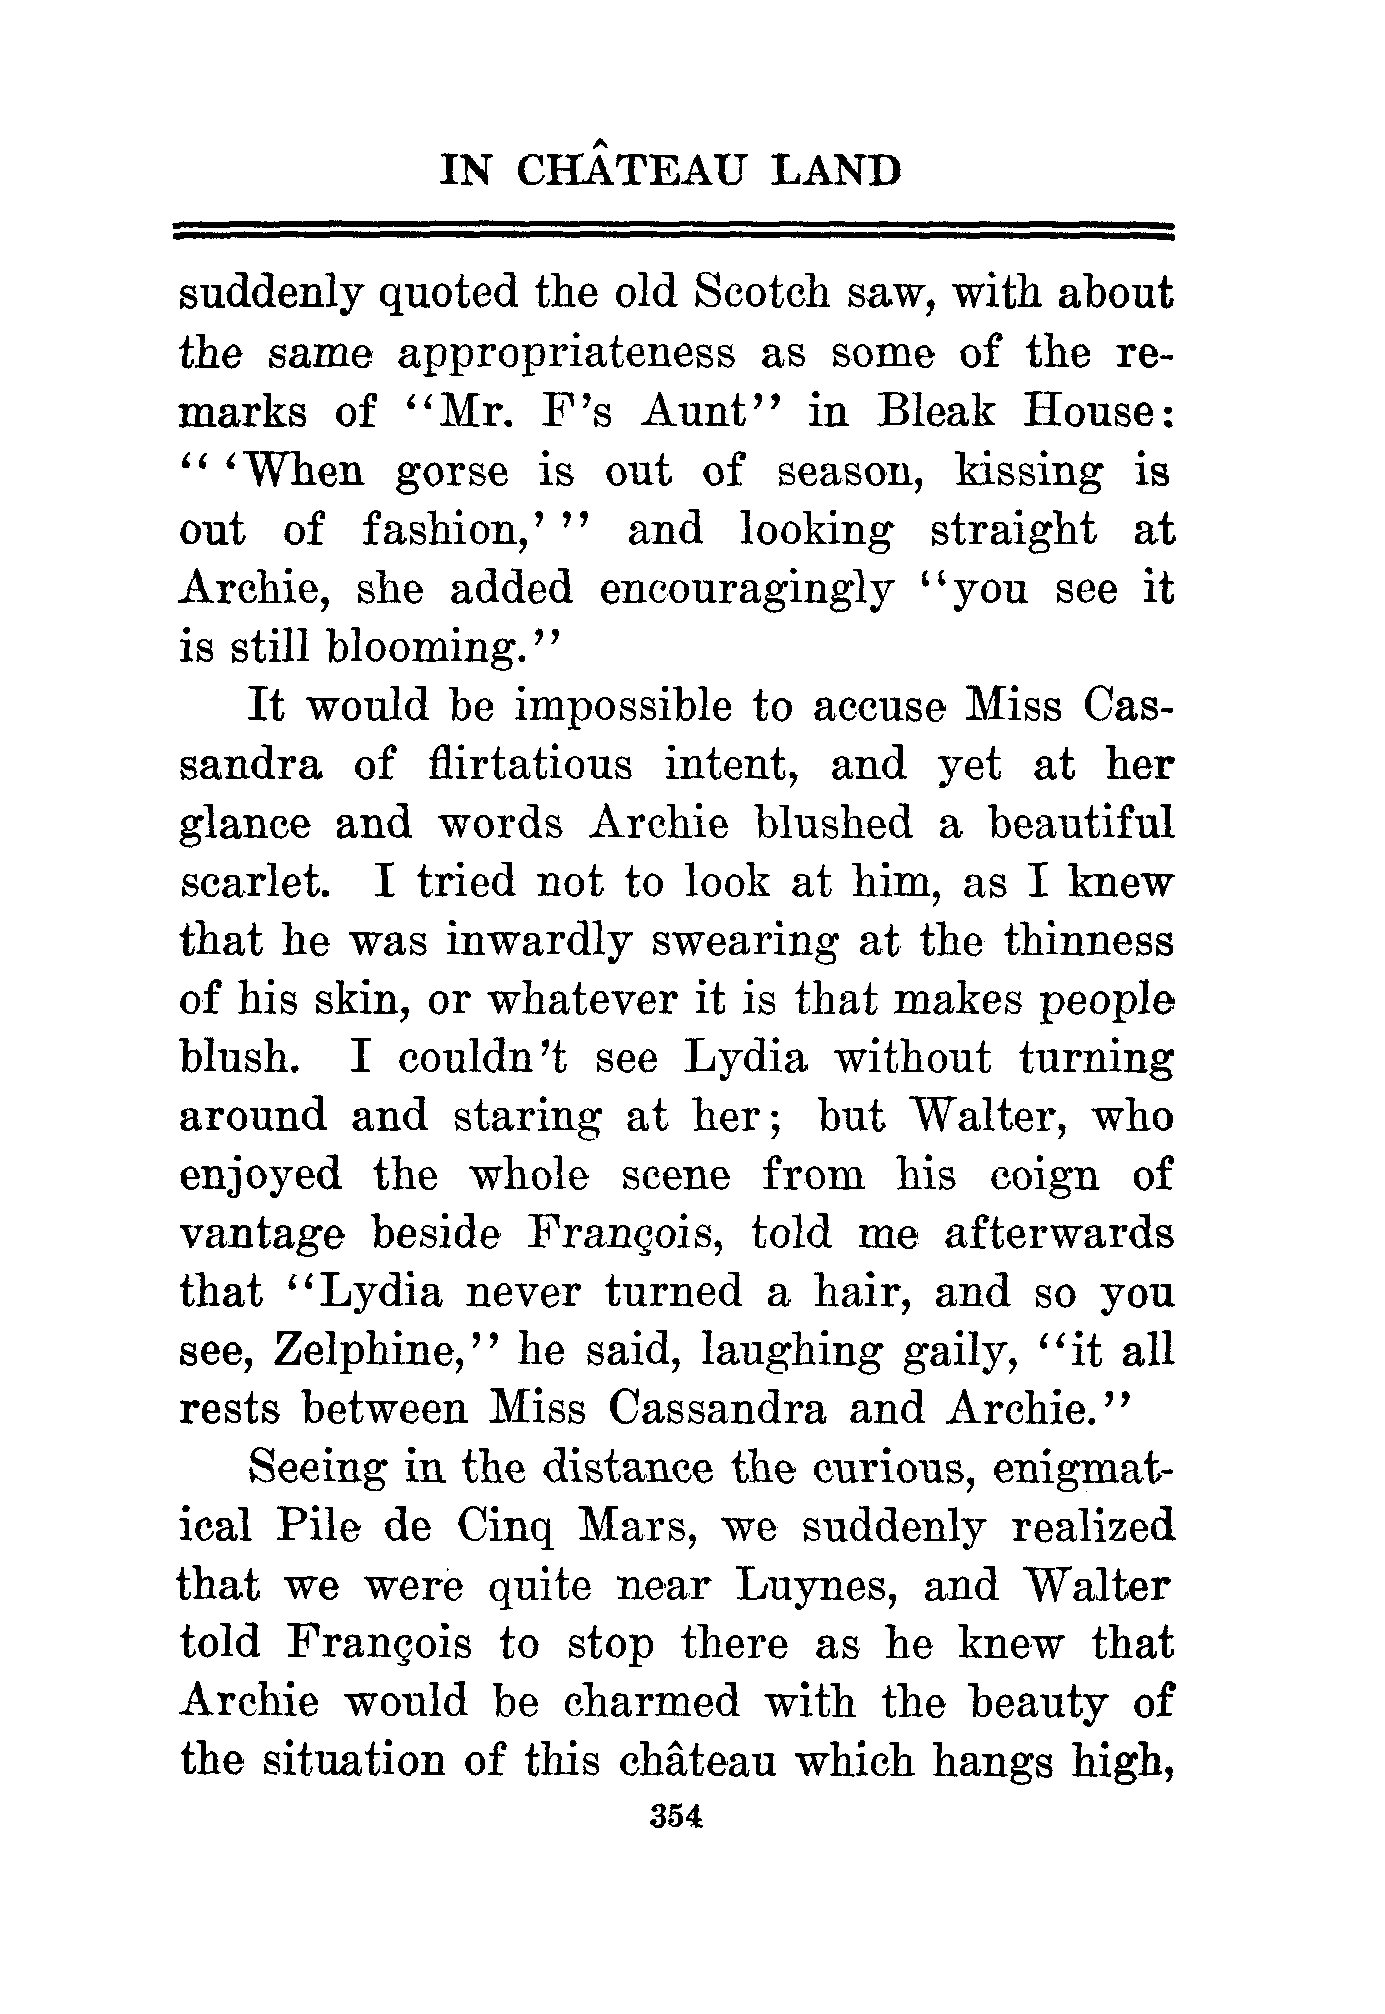 IN CHÂTEAU LAND
suddenly quoted the old Scotch saw, with about
the same appropriateness as some of the re-
marks of "Mr. F's Aunt" in Bleak House:
" 'When gorse is out of season, kissing is
out of fashion,' " and looking straight at
Archie, she added encouragingly "you see it
is still blooming."
It would be impossible to accuse Miss Cas-
sandra of flirtatious intent, and yet at her
glance and words Archie blushed a beautiful
scarlet. I tried not to look at him, as I knew
that he was inwardly swearing at the thinness
of his skin, or whatever it is that makes people
blush. I couldn't see Lydia without turning
around and staring at her; but Walter, who
enjoyed the whole scene from his coign of
vantage beside François, told me afterwards
that "Lydia never turned a hair, and so you
see, Zelphine," he said, laughing gaily, "it all
rests between Miss Cassandra and Archie."
Seeing in the distance the curious, enigmat-
ical Pile de Cinq Mars, we suddenly realized
that we were quite near Luynes, and Walter
told François to stop there as he knew that
Archie would be charmed with the beauty of
the situation of this château which hangs high,
354